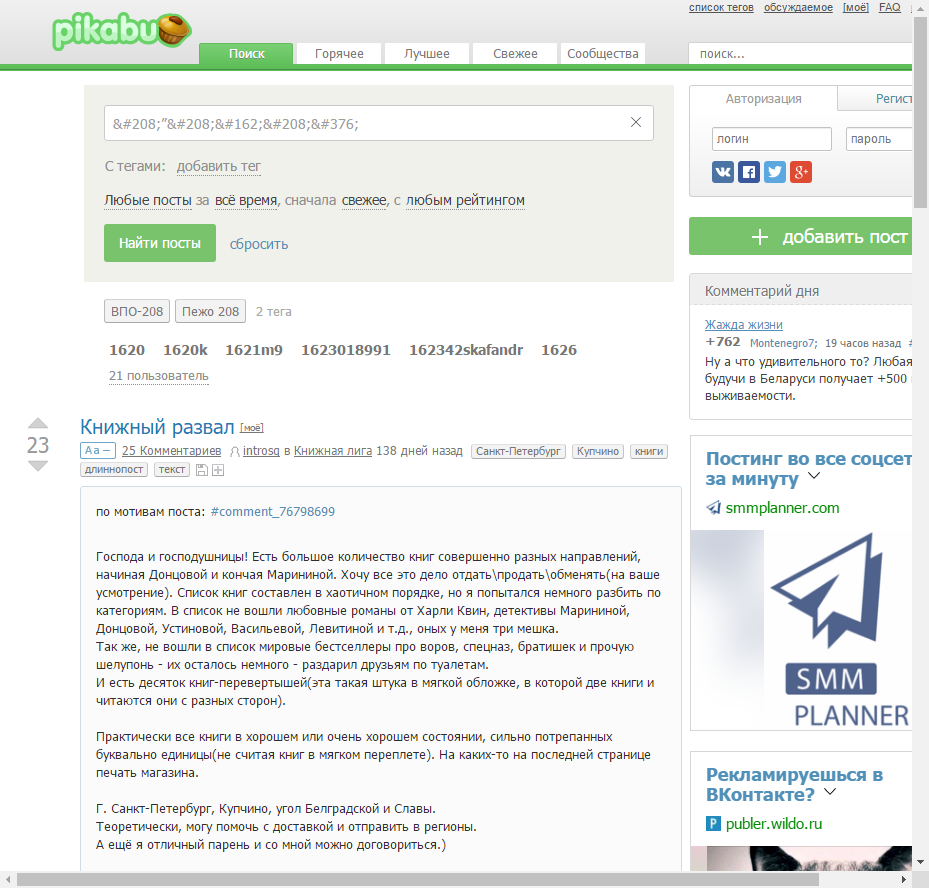 список тегов обсуждаемое [моё] FAQ
pikabu
Поиск Горячее Лучшее Свежее Сообщества
поиск...
&#208;"&#208;&#162;&#208;&#376;
С тегами: добавить тег
Любые посты за всё время, сначала свежее, с любым рейтингом
Найти посты сбросить
ВПО-208 Пежо 208 2 тега
1620 1620k 1621m9 1623018991 162342skafandr 1626
21 пользователь
23
Книжный развал [моё]
Aa − 25 Комментариев introsq в Книжная лига 138 дней назад Санкт-Петербург Купчино книги
длиннопост текст
по мотивам поста: #comment_76798699
Господа и господушницы! Есть большое количество книг совершенно разных направлений,
начиная Донцовой и кончая Марининой. Хочу все это дело отдать\продать\обменять(на ваше
усмотрение). Список книг составлен в хаотичном порядке, но я попытался немного разбить по
категориям. В список не вошли любовные романы от Харли Квин, детективы Марининой,
Донцовой, Устиновой, Васильевой, Левитиной и т.д., оных у меня три мешка.
Так же, не вошли в список мировые бестселлеры про воров, спецназ, братишек и прочую
шелупонь - их осталось немного - раздарил друзьям по туалетам.
И есть десяток книг-перевертышей(эта такая штука в мягкой обложке, в которой две книги и
читаются они с разных сторон).
Практически все книги в хорошем или очень хорошем состоянии, сильно потрепанных
буквально единицы(не считая книг в мягком переплете). На каких-то на последней странице
печать магазина.
Г. Санкт-Петербург, Купчино, угол Белградской и Славы.
Теоретически, могу помочь с доставкой и отправить в регионы.
А ещё я отличный парень и со мной можно договориться.)
Авторизация Регист
логин пароль
g+
+ добавить пост
Комментарий дня
Жажда жизни
+762 Montenegro7; 19 часов назад #
Ну а что удивительного то? Любая
будучи в Беларуси получает +500
выживаемости.
Постинг во все соцсет
за минуту
smmplanner.com
SMM
PLANNER
Рекламируешься в
ВКонтакте?
publer.wildo.ru